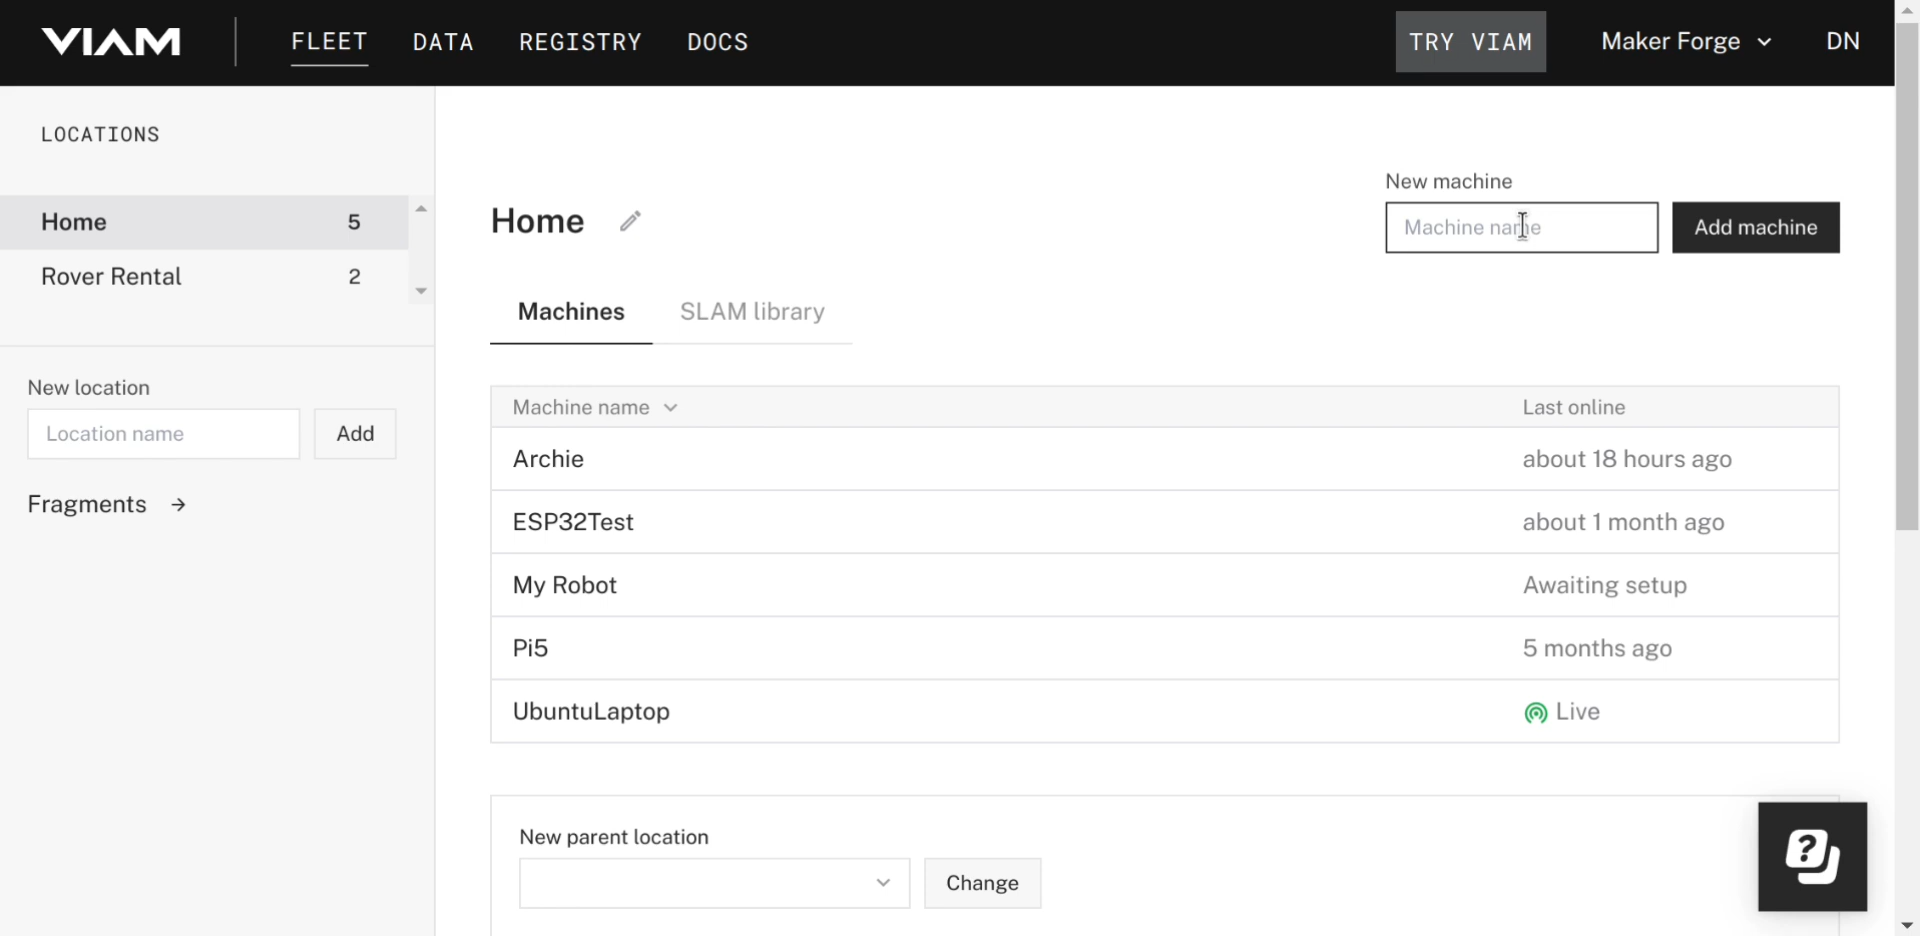 VIAM FLEET DATA REGISTRY DOCS TRY VIAM Maker Forge DN
LOCATIONS
Home 5
Rover Rental 2
New location
Location name Add
Fragments →
Home
New machine
Machine name Add machine
Machines SLAM library
Machine name Last online
Archie about 18 hours ago
ESP32Test about 1 month ago
My Robot Awaiting setup
Pi5 5 months ago
UbuntuLaptop Live
New parent location
Change
?